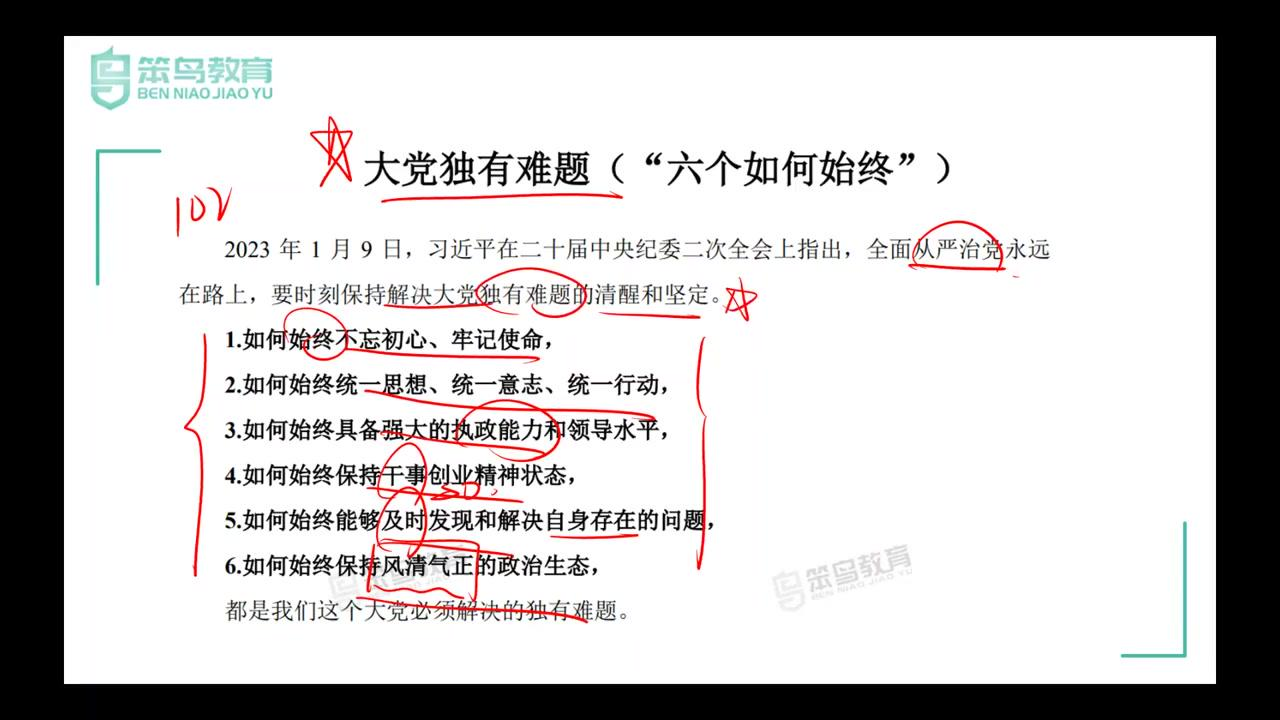 笨鸟教育
BEN NIAO JIAO YU
大党独有难题（“六个如何始终”）
2023 年 1 月 9 日，习近平在二十届中央纪委二次全会上指出，全面从严治党永远
在路上，要时刻保持解决大党独有难题的清醒和坚定。
1.如何始终不忘初心、牢记使命，
2.如何始终统一思想、统一意志、统一行动，
3.如何始终具备强大的执政能力和领导水平，
4.如何始终保持干事创业精神状态，
5.如何始终能够及时发现和解决自身存在的问题，
6.如何始终保持风清气正的政治生态，
都是我们这个大党必须解决的独有难题。
笨鸟教育
BEN NIAO JIAO YU